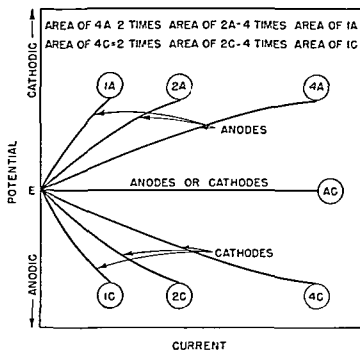 AREA OF 4A 2 TIMES AREA OF 2A-4 TIMES AREA OF 1A
AREA OF 4C=2 TIMES AREA OF 2C-4 TIMES AREA OF 1C
CATHODIC
1A
2A
4A
ANODES
POTENTIAL
E
ANODES OR CATHODES
AC
CATHODES
ANODIC
1C
2C
4C
CURRENT